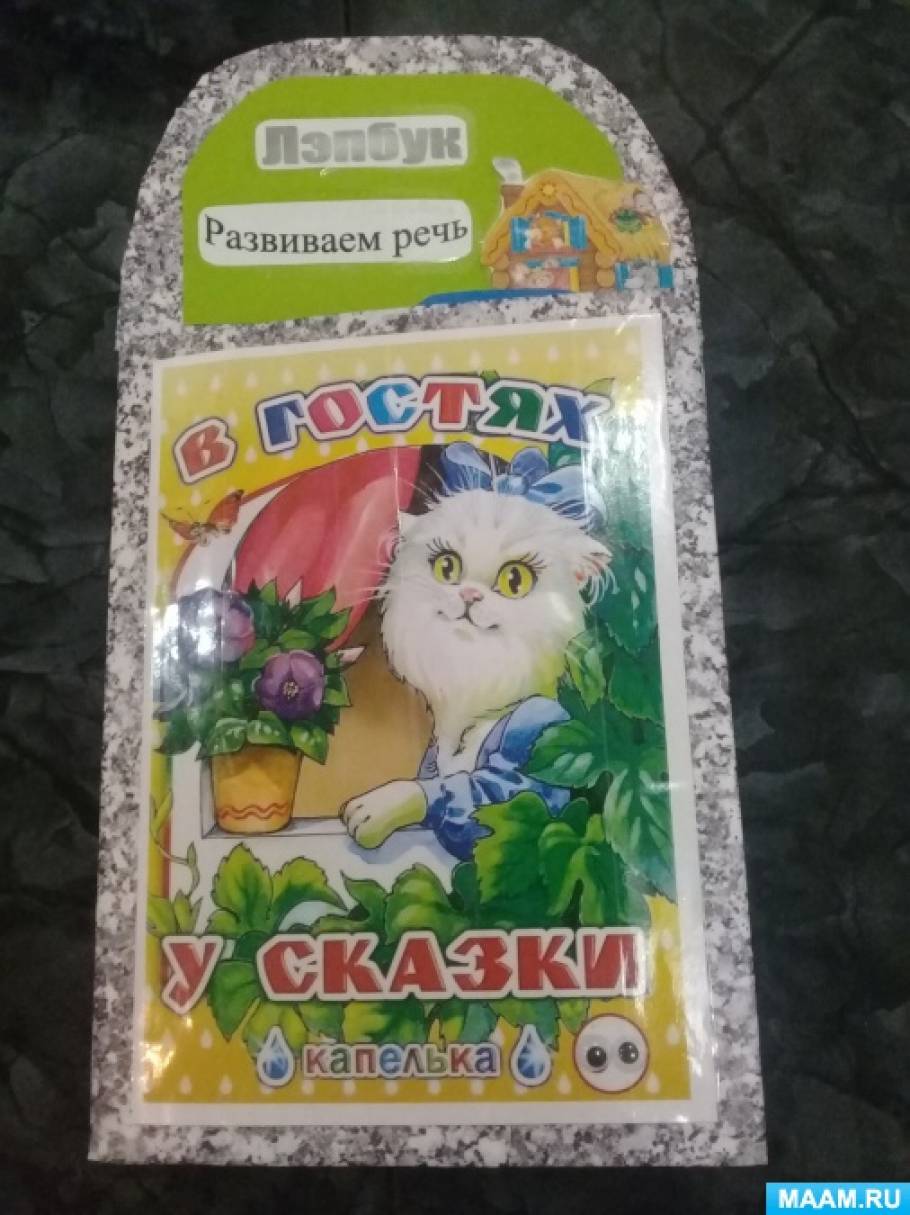 Лэпбук
Развиваем речь
В ГОСТЯХ
У СКАЗКИ
капелька
MAAM.RU